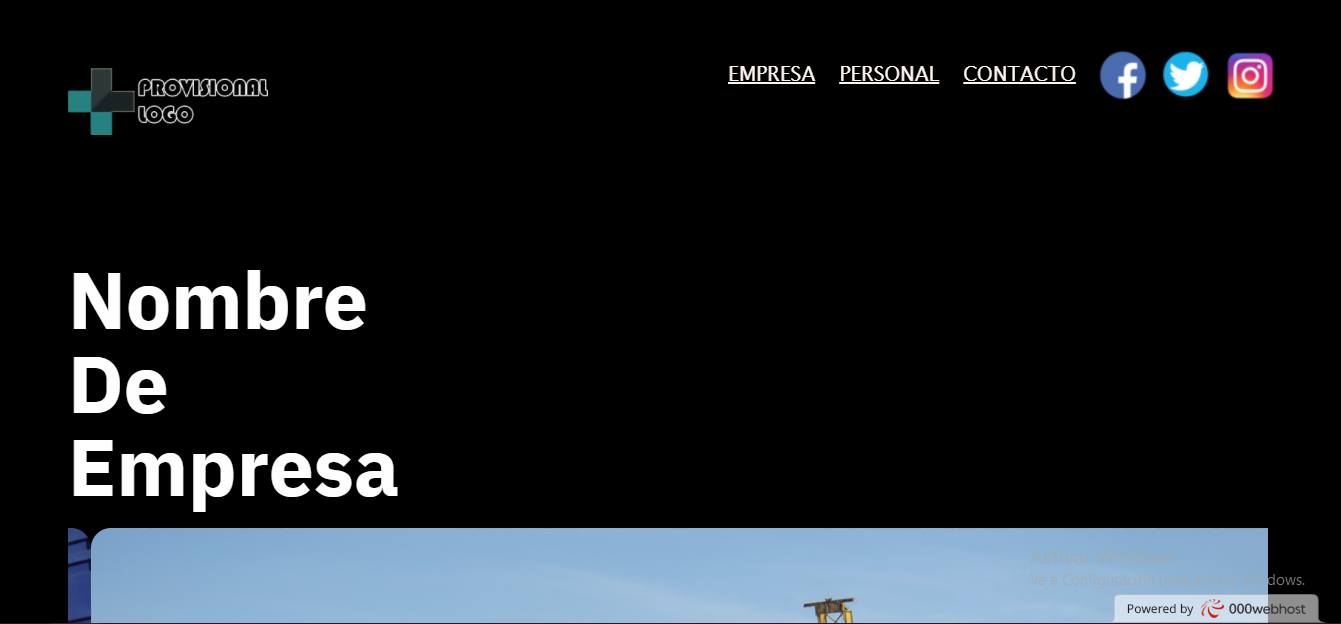 PROVISIONAL
LOGO
EMPRESA PERSONAL CONTACTO
Nombre
De
Empresa
Activar Windows
Ve a Configuración para activar Windows.
Powered by 000webhost